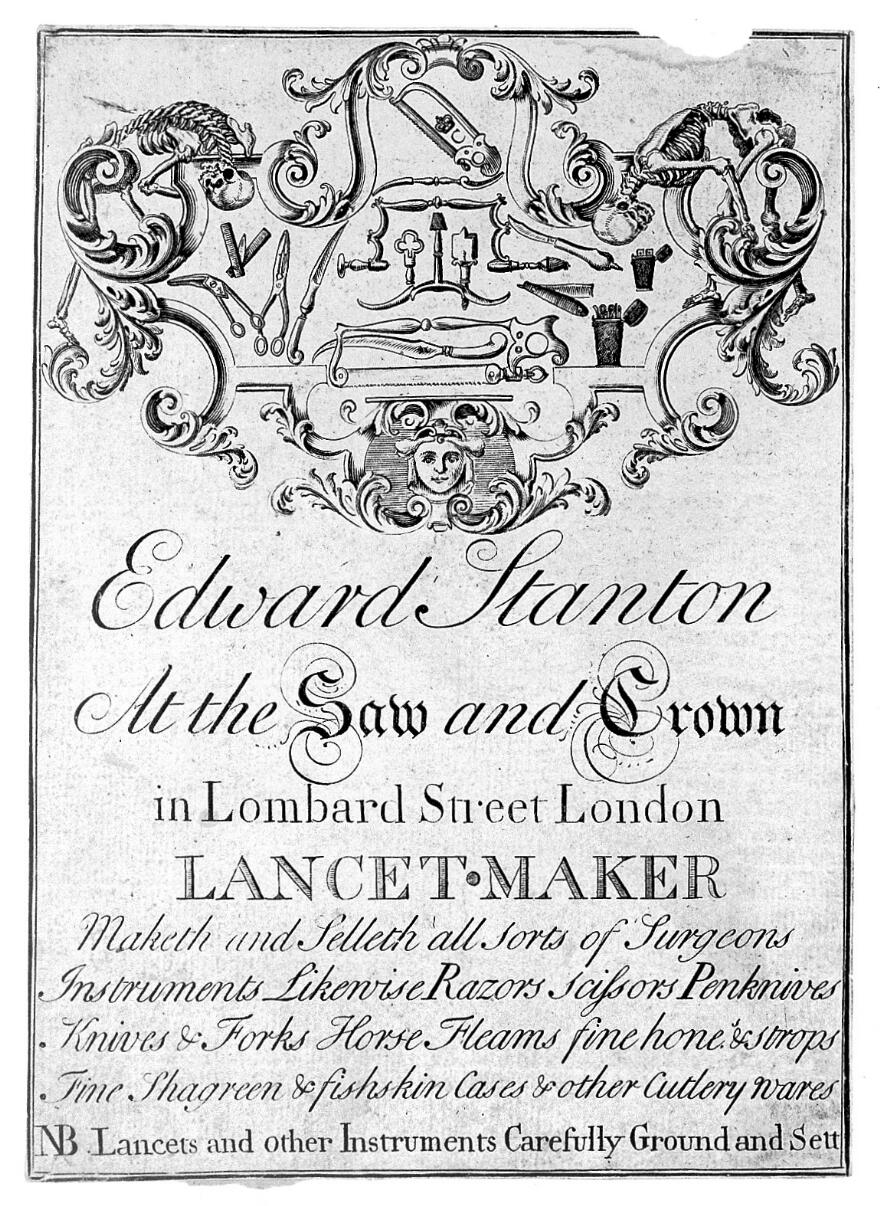 Edward Stanton
At the Saw and Crown
in Lombard Street London
LANCET·MAKER
Maketh and Selleth all sorts of Surgeons
Instruments Likewise Razors Scifsors Penknives
Knives & Forks Horse Fleams fine hone.s & strops
Fine Shagreen & fishskin Cases & other Cutlery wares
NB. Lancets and other Instruments Carefully Ground and Sett